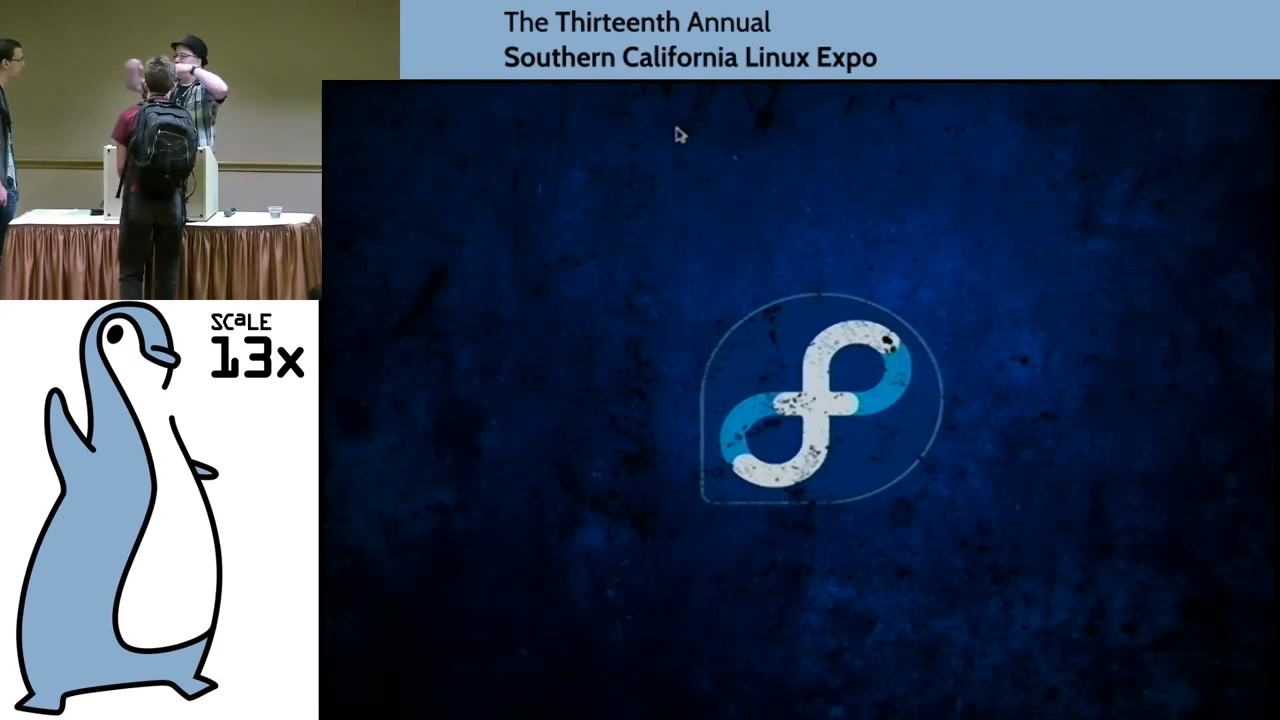 The Thirteenth Annual
Southern California Linux Expo
SCaLE
13x